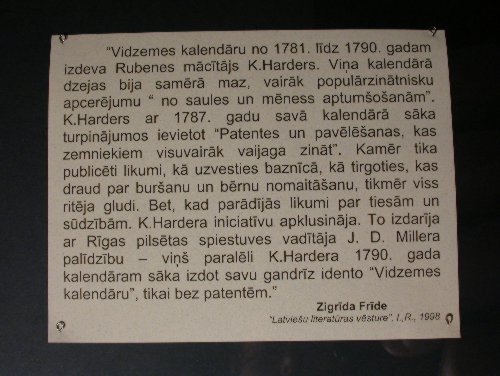 “Vidzemes kalendāru no 1781. līdz 1790. gadam
izdeva Rubenes mācītājs K.Harders. Viņa kalendārā
dzejas bija samērā maz, vairāk populārzinātnisku
apcerējumu “ no saules un mēness aptumšošanām”.
K.Harders ar 1787. gadu savā kalendārā sāka
turpinājumos ievietot “Patentes un pavēlēšanas, kas
zemniekiem visuvairāk vaijaga zināt”. Kamēr tika
publicēti likumi, kā uzvesties baznīcā, kā tirgoties, kas
draud par buršanu un bērnu nomaitāšanu, tikmēr viss
ritēja gludi. Bet, kad parādījās likumi par tiesām un
sūdzībām. K.Hardera iniciatīvu apklusināja. To izdarīja
ar Rīgas pilsētas spiestuves vadītāja J. D. Millera
palīdzību – viņš paralēli K.Hardera 1790. gada
kalendāram sāka izdot savu gandrīz idento “Vidzemes
kalendāru”, tikai bez patentēm.”
Zigrīda Frīde
“Latviešu literatūras vēsture”. I.,R., 1998